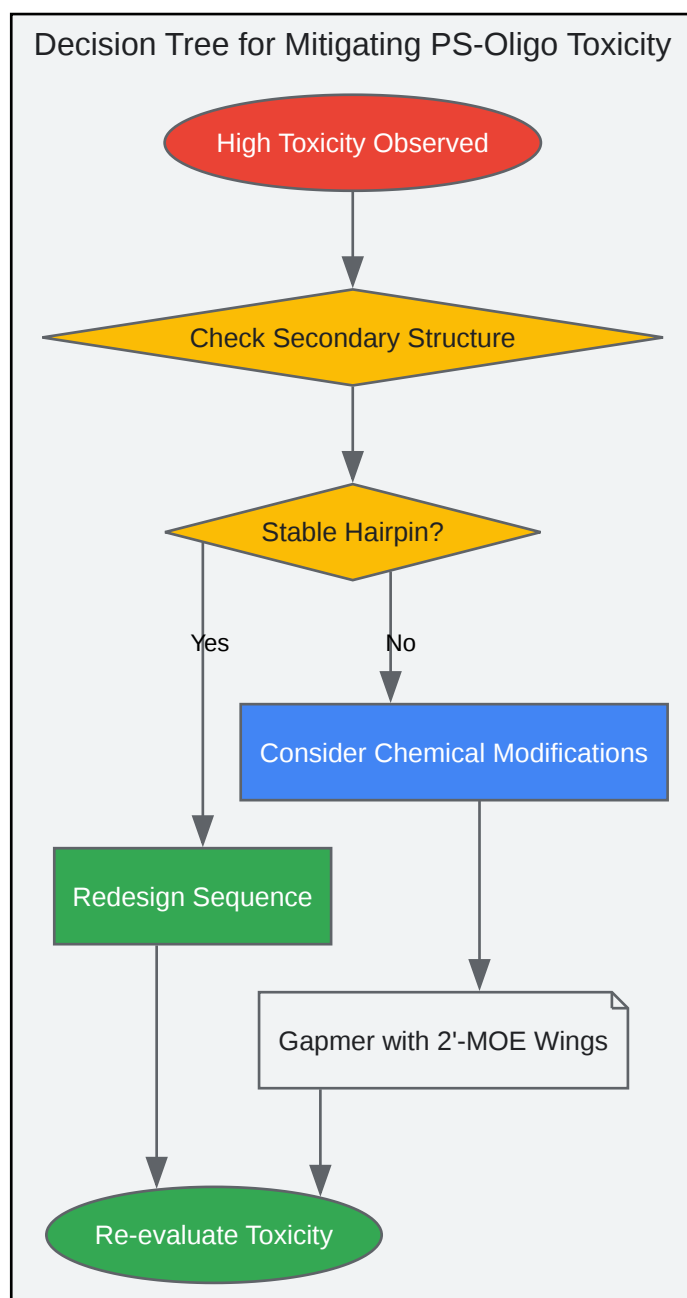 Decision Tree for Mitigating PS-Oligo Toxicity
High Toxicity Observed
Check Secondary Structure
Stable Hairpin?
Yes
No
Consider Chemical Modifications
Redesign Sequence
Gapmer with 2'-MOE Wings
Re-evaluate Toxicity